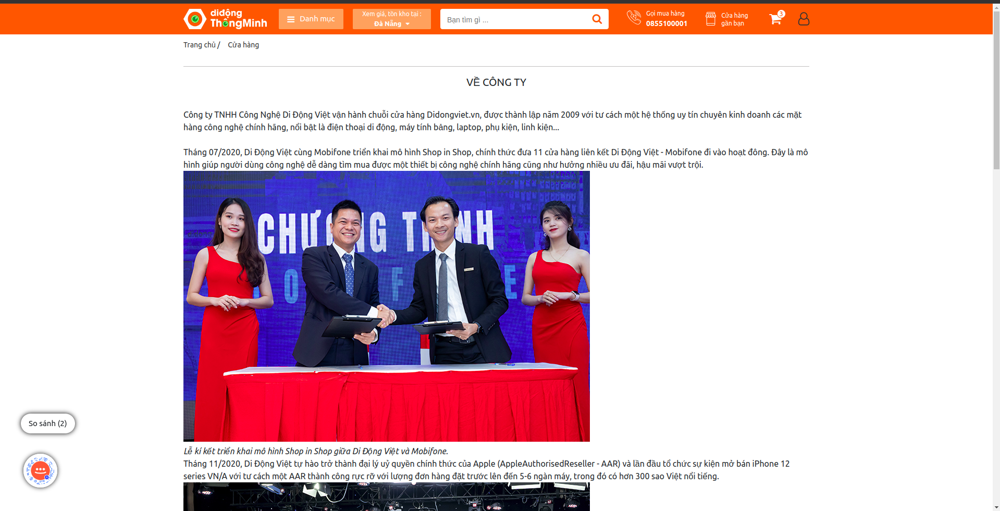 diđộng
ThôngMinh
Danh mục
Xem giá, tồn kho tại :
Đà Nẵng
Bạn tìm gì ...
Gọi mua hàng
0855100001
Cửa hàng
gần bạn
3
Trang chủ / Cửa hàng
VỀ CÔNG TY
Công ty TNHH Công Nghệ Di Động Việt vận hành chuỗi cửa hàng Didongviet.vn, được thành lập năm 2009 với tư cách một hệ thống uy tín chuyên kinh doanh các mặt
hàng công nghệ chính hãng, nổi bật là điện thoại di động, máy tính bảng, laptop, phụ kiện, linh kiện...
Tháng 07/2020, Di Động Việt cùng Mobifone triển khai mô hình Shop in Shop, chính thức đưa 11 cửa hàng liên kết Di Động Việt - Mobifone đi vào hoạt đông. Đây là mô
hình giúp người dùng công nghệ dễ dàng tìm mua được một thiết bị công nghệ chính hãng cũng như hưởng nhiều ưu đãi, hậu mãi vượt trội.
Lễ kí kết triển khai mô hình Shop in Shop giữa Di Động Việt và Mobifone.
Tháng 11/2020, Di Động Việt tự hào trở thành đại lý uỷ quyền chính thức của Apple (AppleAuthorisedReseller - AAR) và lần đầu tổ chức sự kiện mở bán iPhone 12
series VN/A với tư cách một AAR thành công rực rỡ với lượng đơn hàng đặt trước lên đến 5-6 ngàn máy, trong đó có hơn 300 sao Việt nổi tiếng.
So sánh (2)